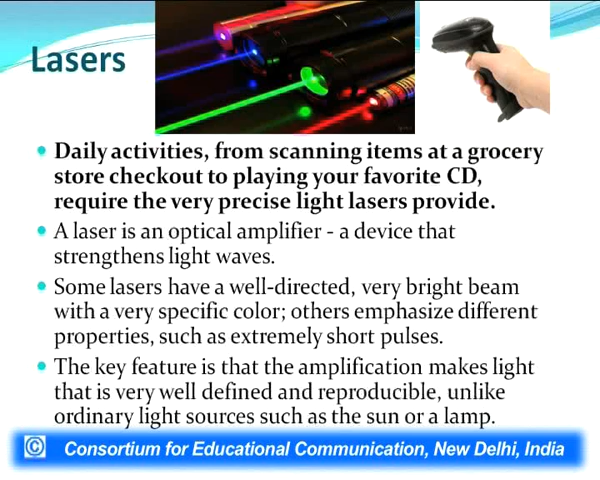 Lasers
Daily activities, from scanning items at a grocery
store checkout to playing your favorite CD,
require the very precise light lasers provide.
A laser is an optical amplifier - a device that
strengthens light waves.
Some lasers have a well-directed, very bright beam
with a very specific color; others emphasize different
properties, such as extremely short pulses.
The key feature is that the amplification makes light
that is very well defined and reproducible, unlike
ordinary light sources such as the sun or a lamp.
© Consortium for Educational Communication, New Delhi, India